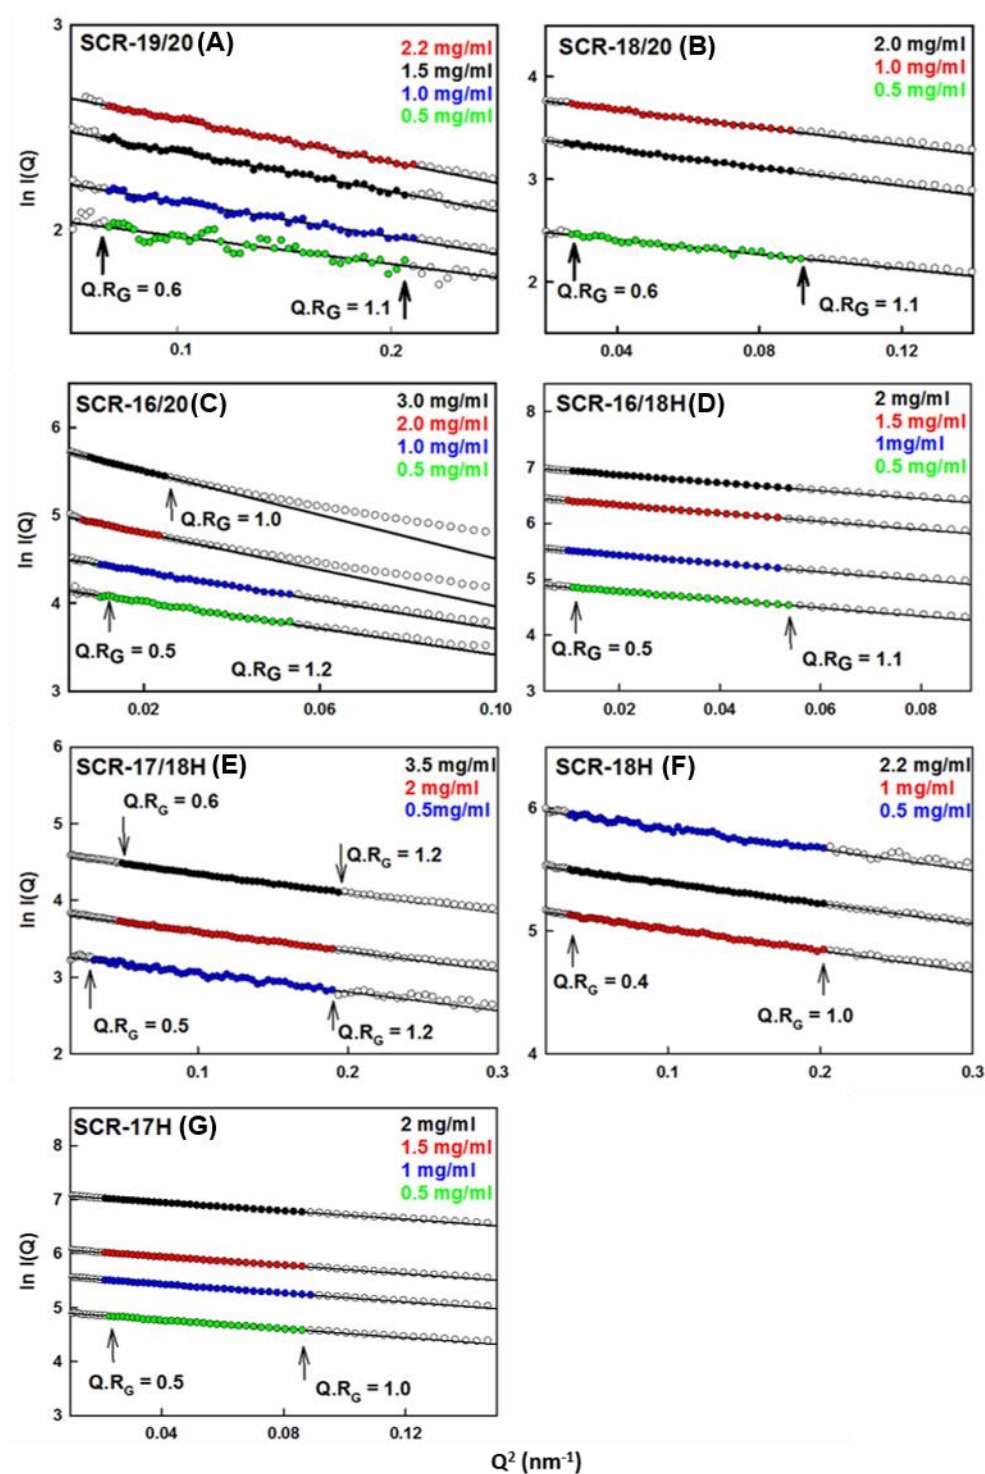 SCR-19/20 (A)
2.2 mg/ml
1.5 mg/ml
1.0 mg/ml
0.5 mg/ml
3
2
ln I(Q)
Q.RG = 0.6
Q.RG = 1.1
0.1
0.2
SCR-18/20 (B)
2.0 mg/ml
1.0 mg/ml
0.5 mg/ml
4
3
2
Q.RG = 0.6
Q.RG = 1.1
0.04
0.08
0.12
SCR-16/20 (C)
3.0 mg/ml
2.0 mg/ml
1.0 mg/ml
0.5 mg/ml
6
5
4
3
ln I(Q)
Q.RG = 1.0
Q.RG = 0.5
Q.RG = 1.2
0.02
0.06
0.10
SCR-16/18H (D)
2 mg/ml
1.5 mg/ml
1mg/ml
0.5 mg/ml
8
7
6
5
4
3
Q.RG = 0.5
Q.RG = 1.1
0.02
0.04
0.06
0.08
SCR-17/18H (E)
3.5 mg/ml
2 mg/ml
0.5mg/ml
6
5
4
3
2
ln I(Q)
Q.RG = 0.6
Q.RG = 1.2
Q.RG = 0.5
Q.RG = 1.2
0.1
0.2
0.3
SCR-18H (F)
2.2 mg/ml
1 mg/ml
0.5 mg/ml
6
5
4
Q.RG = 0.4
Q.RG = 1.0
0.1
0.2
0.3
SCR-17H (G)
2 mg/ml
1.5 mg/ml
1 mg/ml
0.5 mg/ml
8
7
6
5
4
3
ln I(Q)
Q.RG = 0.5
Q.RG = 1.0
0.04
0.08
0.12
Q² (nm⁻¹)